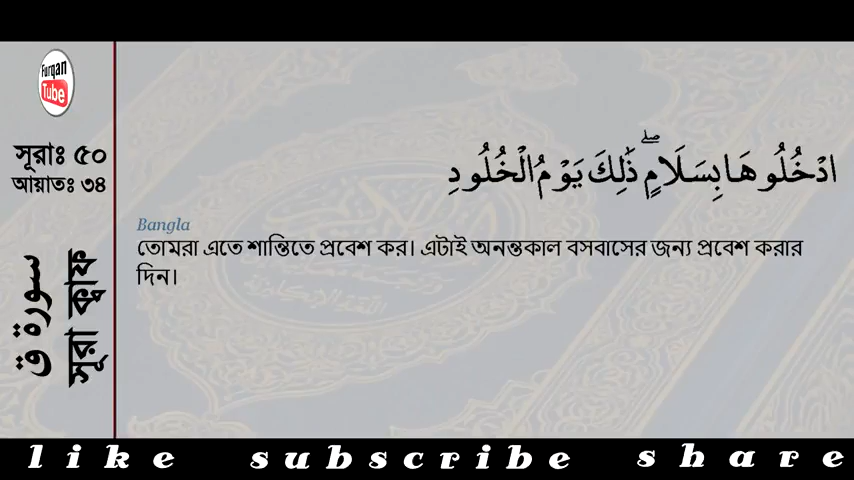 Furqan
Tube
সূরাঃ ৫০
আয়াতঃ ৩৪
سورة ق
সূরা ক্বাফ
ادْخُلُوهَا بِسَلَامٍ ۖ ذَٰلِكَ يَوْمُ الْخُلُودِ
Bangla
তোমরা এতে শান্তিতে প্রবেশ কর। এটাই অনন্তকাল বসবাসের জন্য প্রবেশ করার
দিন।
like subscribe share